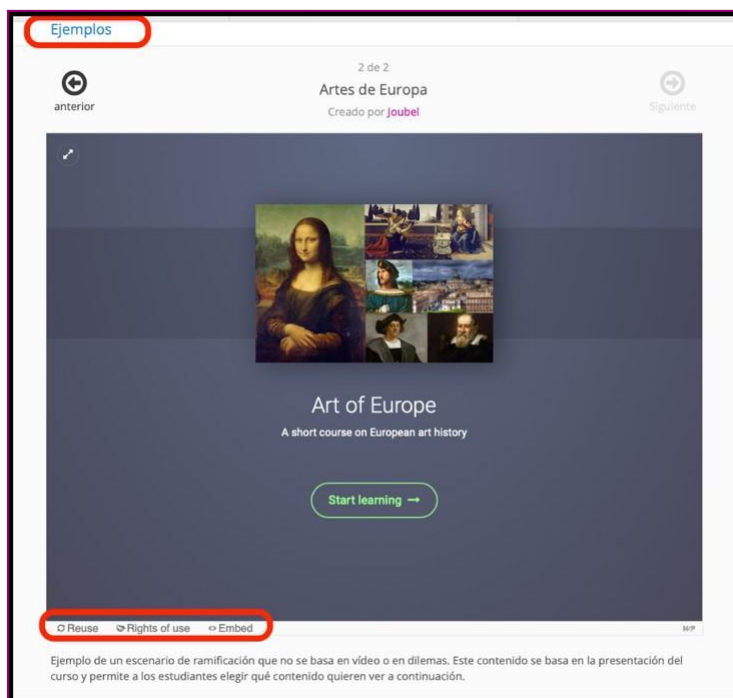 Ejemplos
2 de 2
anterior
Artes de Europa
Siguiente
Creado por Joubel
Art of Europe
A short course on European art history
Start learning →
Reuse Rights of use <> Embed
H5P
Ejemplo de un escenario de ramificación que no se basa en vídeo o en dilemas. Este contenido se basa en la presentación del
curso y permite a los estudiantes elegir qué contenido quieren ver a continuación.